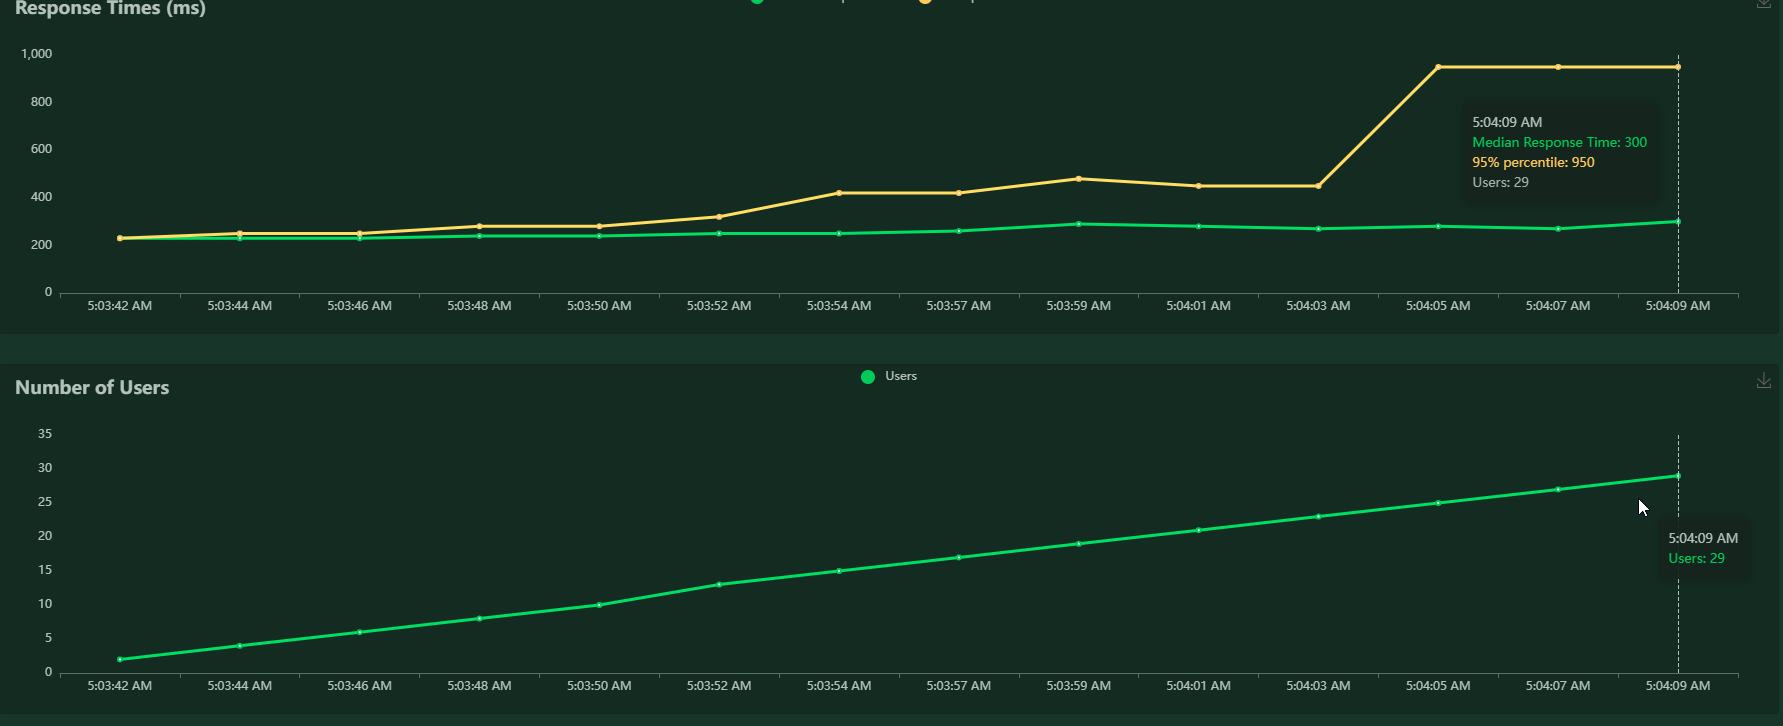 Response Times (ms)
1,000
800
600
400
200
0
5:04:09 AM
Median Response Time: 300
95% percentile: 950
Users: 29
5:03:42 AM 5:03:44 AM 5:03:46 AM 5:03:48 AM 5:03:50 AM 5:03:52 AM 5:03:54 AM 5:03:57 AM 5:03:59 AM 5:04:01 AM 5:04:03 AM 5:04:05 AM 5:04:07 AM 5:04:09 AM
Number of Users
Users
35
30
25
20
15
10
5
0
5:04:09 AM
Users: 29
5:03:42 AM 5:03:44 AM 5:03:46 AM 5:03:48 AM 5:03:50 AM 5:03:52 AM 5:03:54 AM 5:03:57 AM 5:03:59 AM 5:04:01 AM 5:04:03 AM 5:04:05 AM 5:04:07 AM 5:04:09 AM